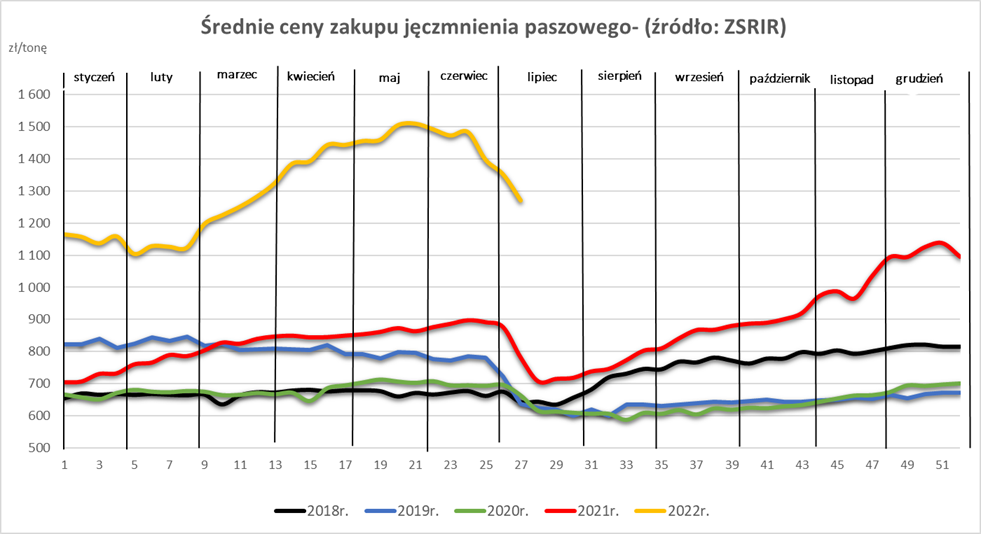 Średnie ceny zakupu jęczmnienia paszowego- (źródło: ZSRIR)
zł/tonę
styczeń luty marzec kwiecień maj czerwiec lipiec sierpień wrzesień październik listopad grudzień
1 600
1 500
1 400
1 300
1 200
1 100
1 000
900
800
700
600
500
1 3 5 7 9 11 13 15 17 19 21 23 25 27 29 31 33 35 37 39 41 43 45 47 49 51
2018r. 2019r. 2020r. 2021r. 2022r.